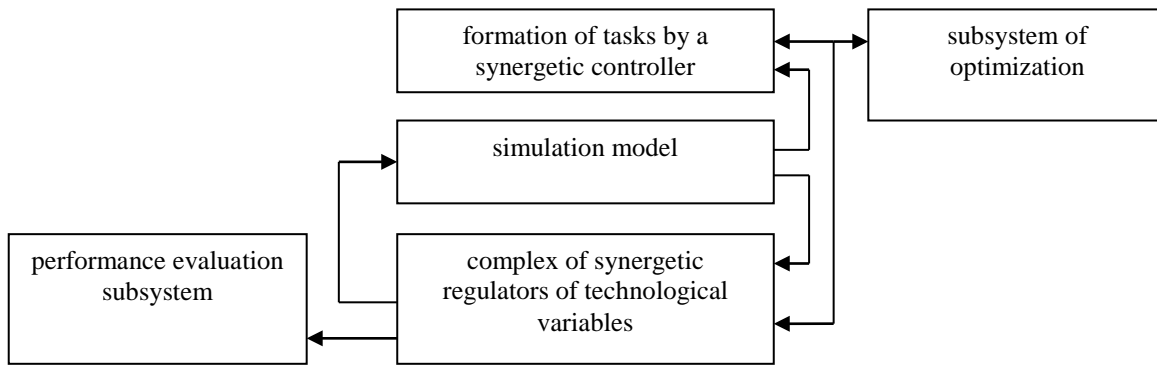 formation of tasks by a
synergetic controller
subsystem of
optimization
simulation model
performance evaluation
subsystem
complex of synergetic
regulators of technological
variables